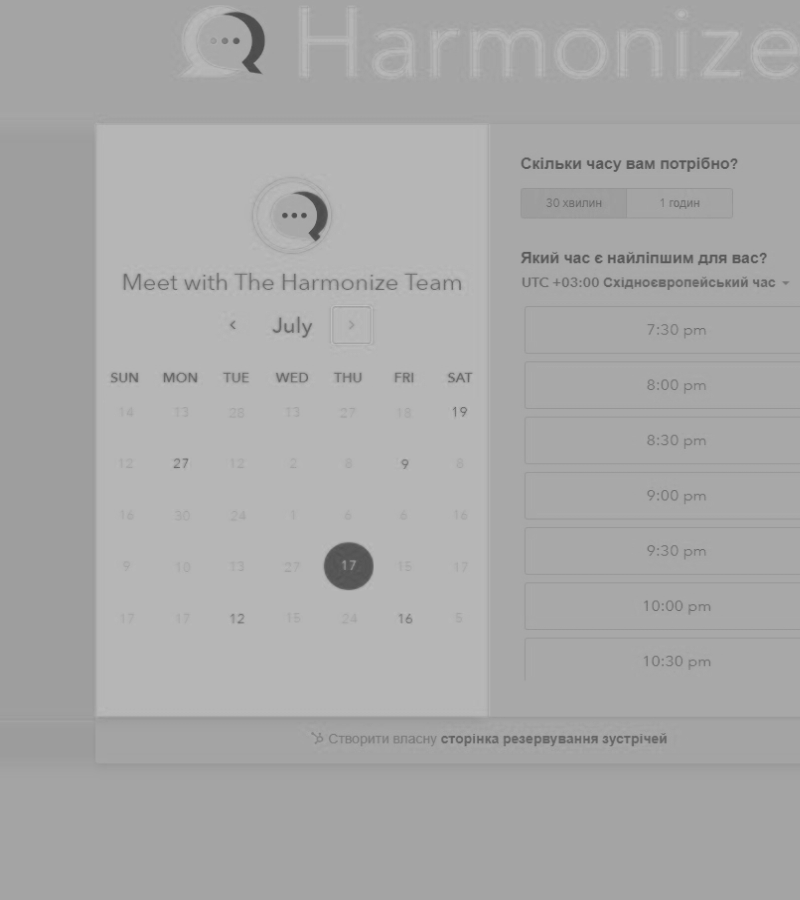 Harmonize
Meet with The Harmonize Team
July
SUN MON TUE WED THU FRI SAT
14 13 28 13 27 18 19
12 27 12 2 8 9 8
16 30 24 1 6 6 16
9 10 13 27 17 15 17
17 17 12 15 24 16 5
Скільки часу вам потрібно?
30 хвилин 1 годин
Який час є найліпшим для вас?
UTC +03:00 Східноєвропейський час
7:30 pm
8:00 pm
8:30 pm
9:00 pm
9:30 pm
10:00 pm
10:30 pm
Створити власну сторінка резервування зустрічей